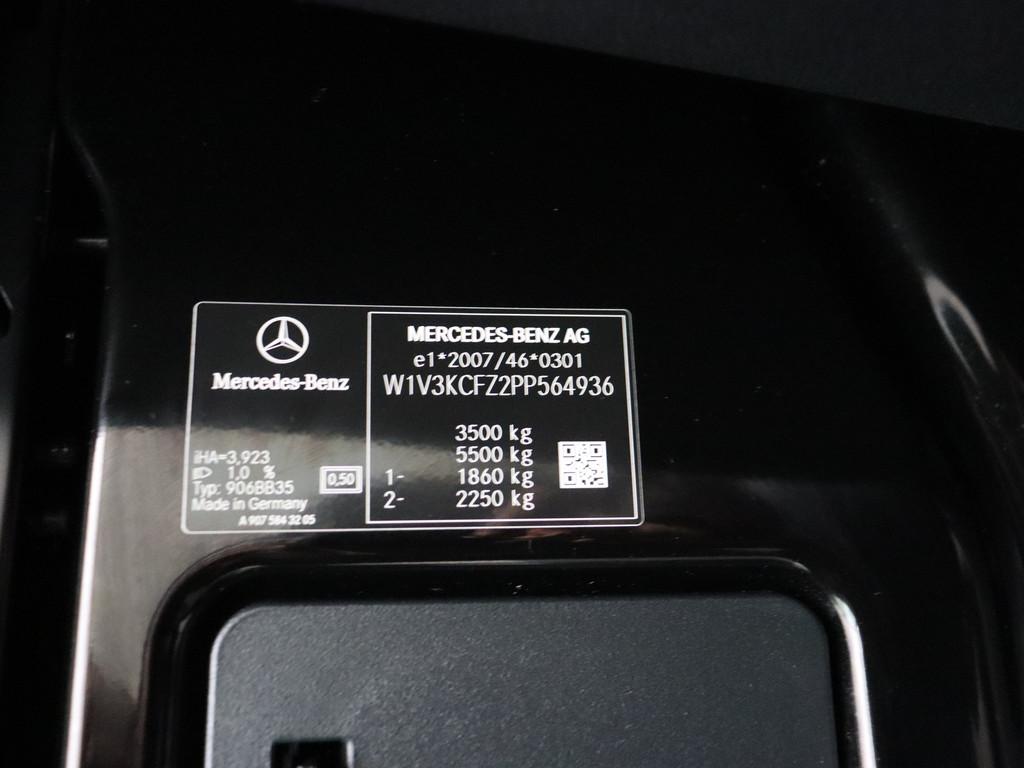 Mercedes-Benz
iHA=3,923
1,0 %
Typ: 906BB35
Made in Germany
A 907 584 32 05
0,50
MERCEDES-BENZ AG
e1*2007/46*0301
W1V3KCFZ2PP564936
3500 kg
5500 kg
1- 1860 kg
2- 2250 kg